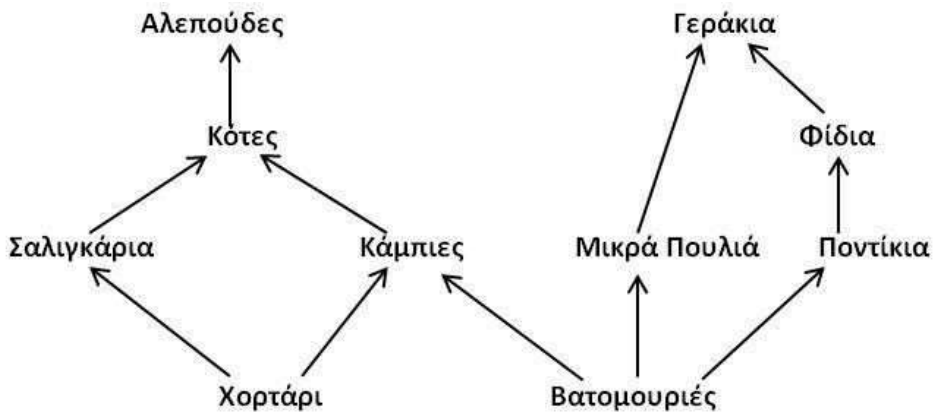 Αλεπούδες
Γεράκια
Κότες
Φίδια
Σαλιγκάρια
Κάμπιες
Μικρά Πουλιά
Ποντίκια
Χορτάρι
Βατομουριές